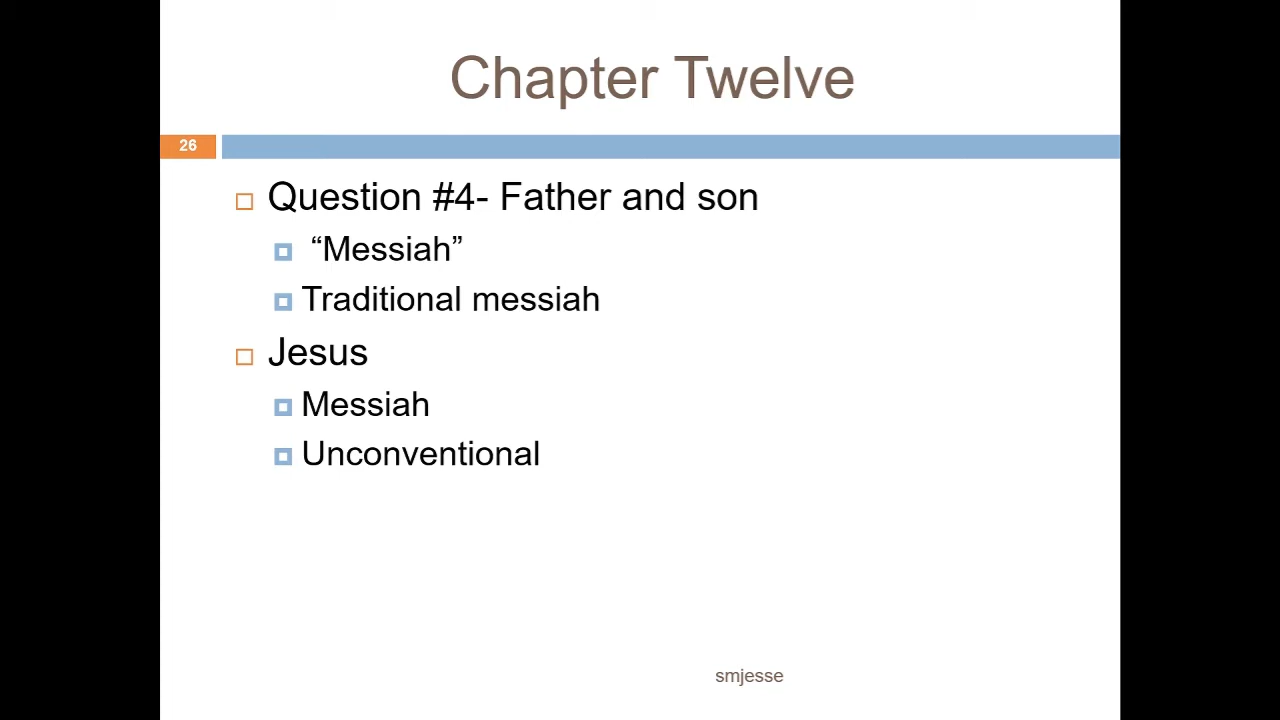 Chapter Twelve
26
Question #4- Father and son
“Messiah”
Traditional messiah
Jesus
Messiah
Unconventional
smjesse